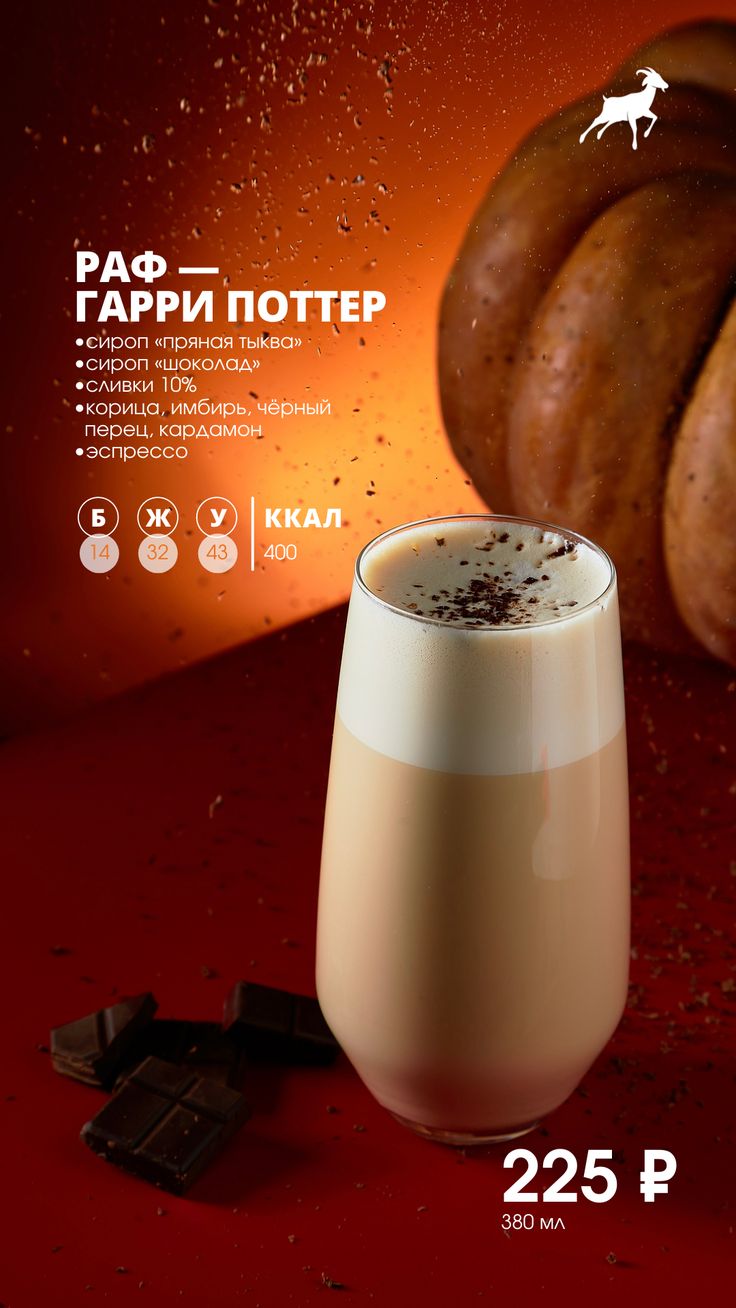 РАФ —
ГАРРИ ПОТТЕР
•сироп «пряная тыква»
•сироп «шоколад»
•сливки 10%
•корица, имбирь, чёрный
перец, кардамон
•эспрессо
Б Ж У ККАЛ
14 32 43 400
225 ₽
380 мл